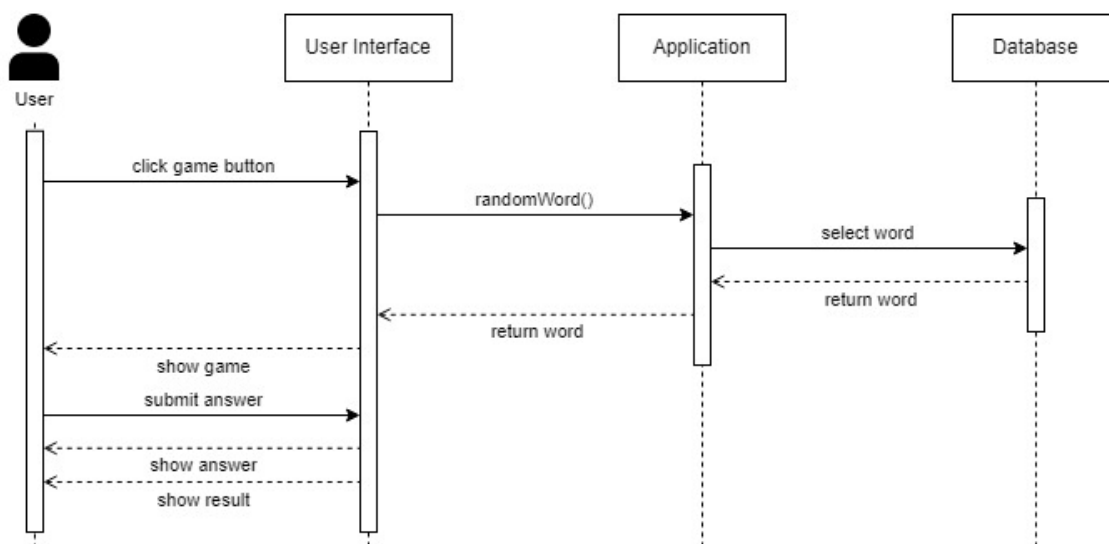 User Interface
Application
Database
User
click game button
randomWord()
select word
return word
return word
show game
submit answer
show answer
show result